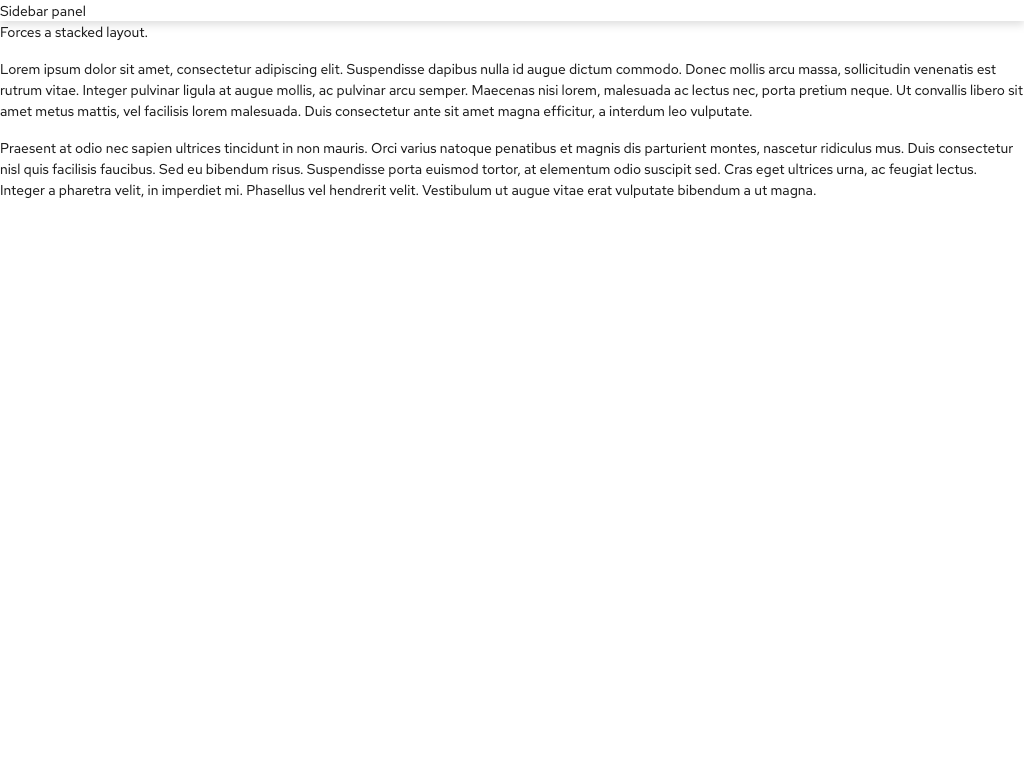 Sidebar panel
Forces a stacked layout.
Lorem ipsum dolor sit amet, consectetur adipiscing elit. Suspendisse dapibus nulla id augue dictum commodo. Donec mollis arcu massa, sollicitudin venenatis est
rutrum vitae. Integer pulvinar ligula at augue mollis, ac pulvinar arcu semper. Maecenas nisi lorem, malesuada ac lectus nec, porta pretium neque. Ut convallis libero sit
amet metus mattis, vel facilisis lorem malesuada. Duis consectetur ante sit amet magna efficitur, a interdum leo vulputate.
Praesent at odio nec sapien ultrices tincidunt in non mauris. Orci varius natoque penatibus et magnis dis parturient montes, nascetur ridiculus mus. Duis consectetur
nisl quis facilisis faucibus. Sed eu bibendum risus. Suspendisse porta euismod tortor, at elementum odio suscipit sed. Cras eget ultrices urna, ac feugiat lectus.
Integer a pharetra velit, in imperdiet mi. Phasellus vel hendrerit velit. Vestibulum ut augue vitae erat vulputate bibendum a ut magna.